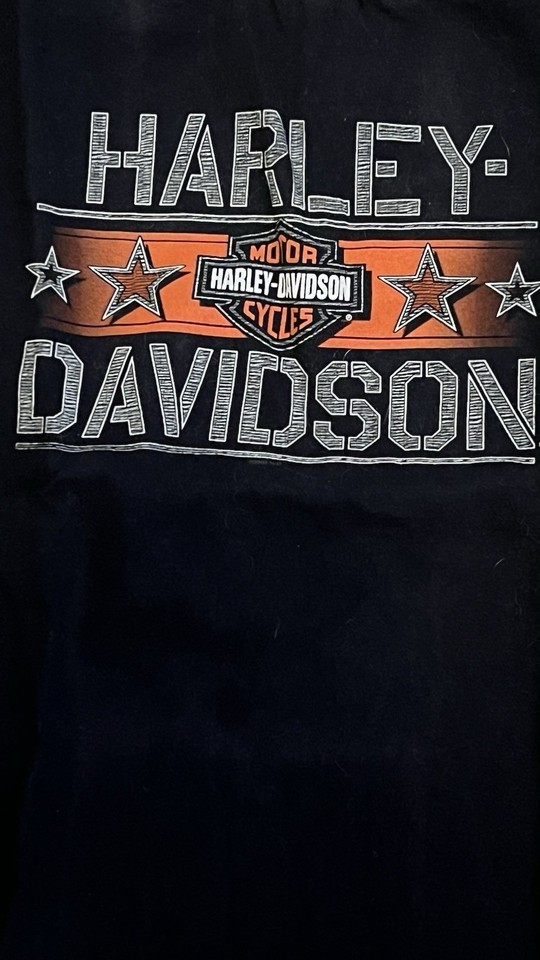 HARLEY-
MOTOR
HARLEY-DAVIDSON
CYCLES
®
DAVIDSON